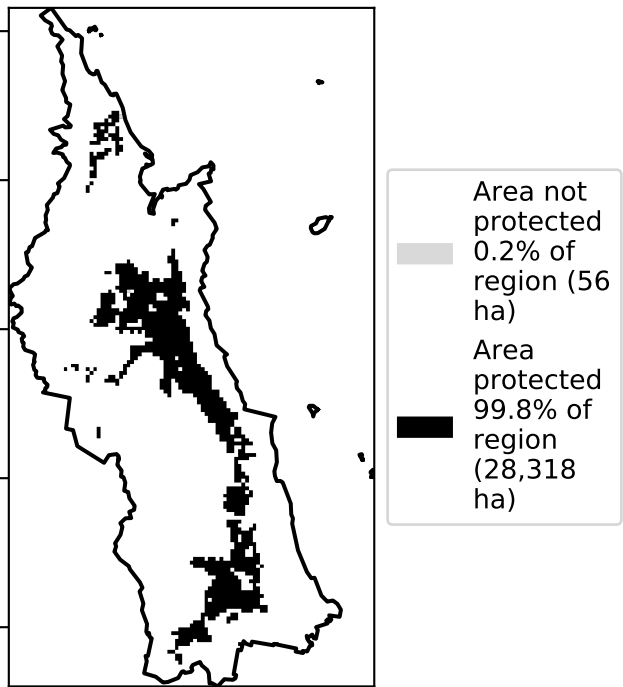 Area not
protected
0.2% of
region (56
ha)
Area
protected
99.8% of
region
(28,318
ha)